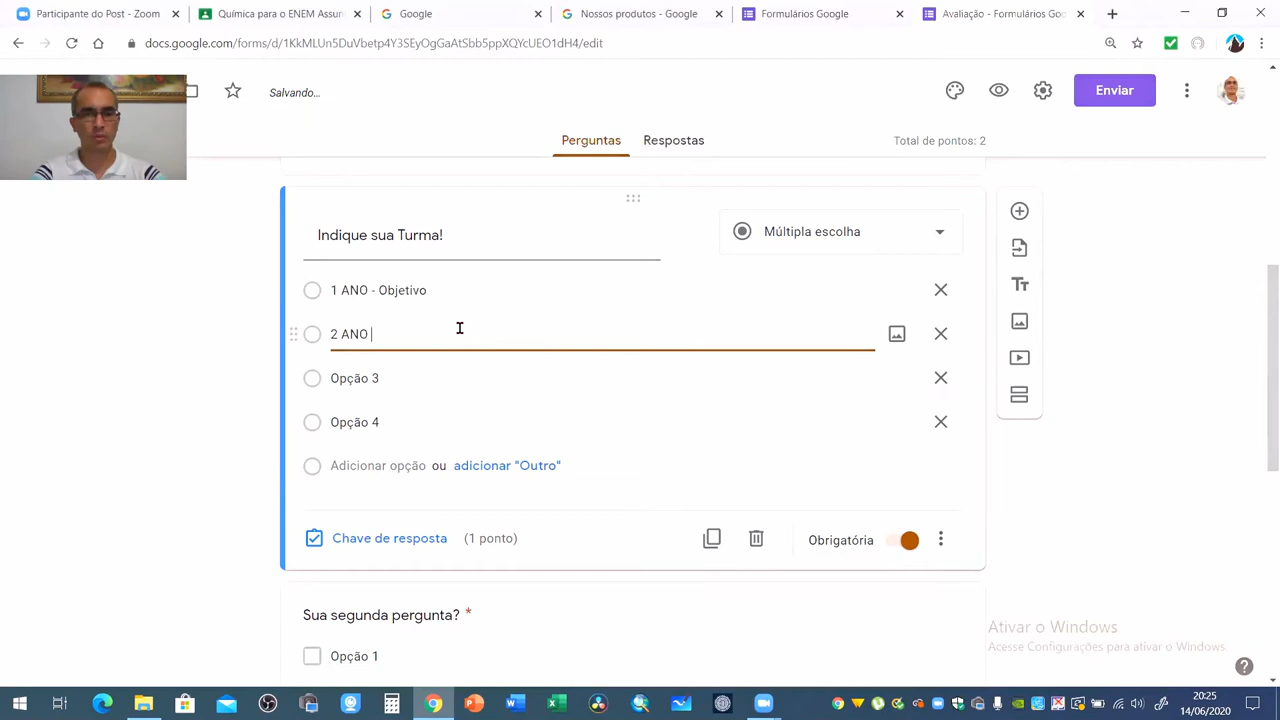 Participante do Post - Zoom
Química para o ENEM Assun
Google
Nossos produtos - Google
Formulários Google
Avaliação - Formulários Goo
docs.google.com/forms/d/1KkMLUn5DuVbetp4Y3SEyOgGaAtSbb5ppXQYcUEO1dH4/edit
Salvando...
Enviar
Perguntas
Respostas
Total de pontos: 2
Indique sua Turma!
Múltipla escolha
1 ANO - Objetivo
2 ANO
Opção 3
Opção 4
Adicionar opção ou adicionar "Outro"
Chave de resposta (1 ponto)
Obrigatória
Sua segunda pergunta? *
Opção 1
Ativar o Windows
Acesse Configurações para ativar o Windows.
20:25
14/06/2020